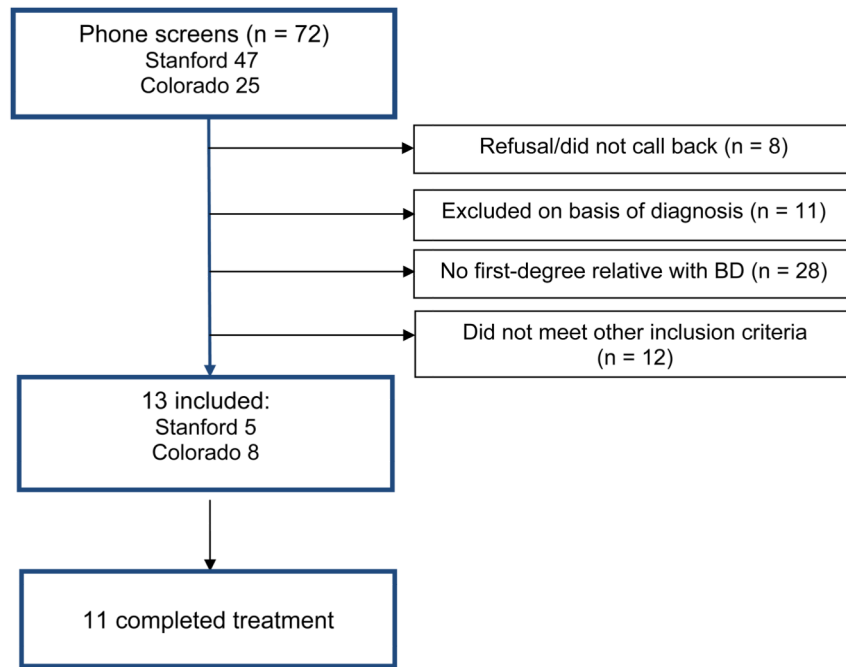 Phone screens (n = 72)
Stanford 47
Colorado 25
Refusal/did not call back (n = 8)
Excluded on basis of diagnosis (n = 11)
No first-degree relative with BD (n = 28)
Did not meet other inclusion criteria
(n = 12)
13 included:
Stanford 5
Colorado 8
11 completed treatment